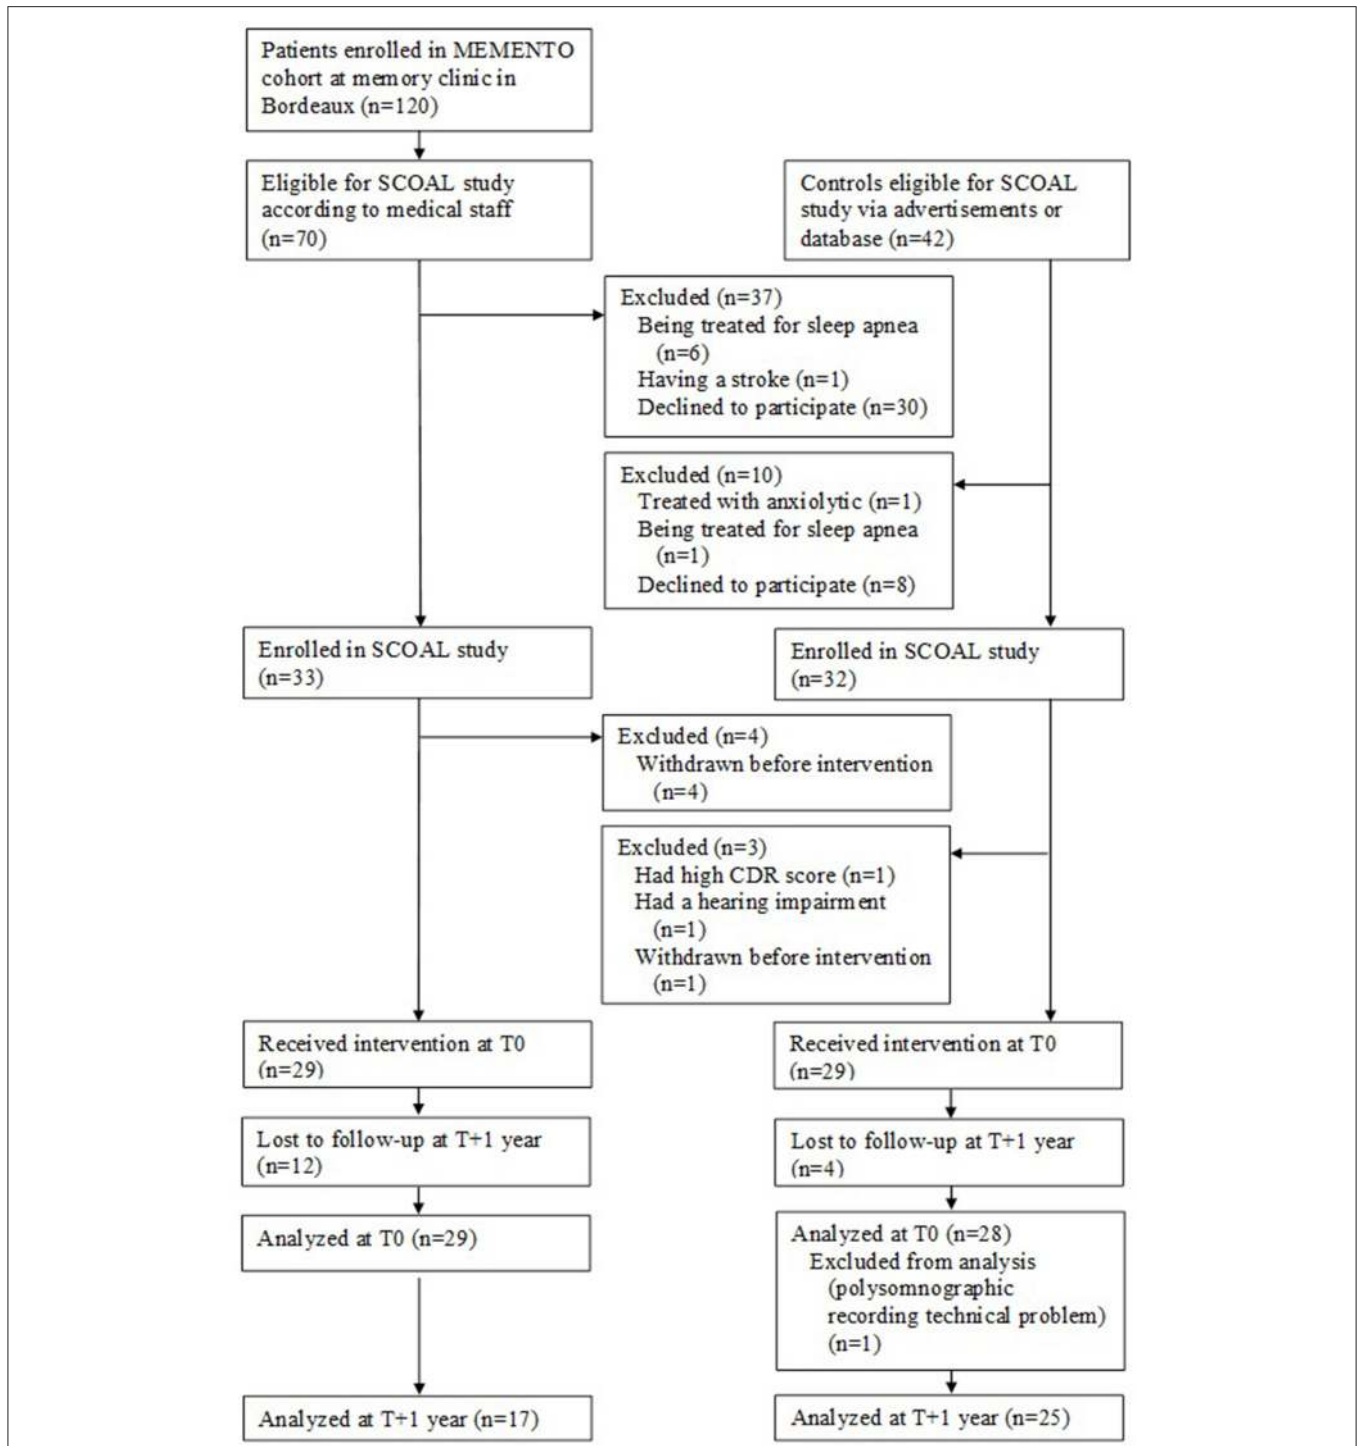 Patients enrolled in MEMENTO
cohort at memory clinic in
Bordeaux (n=120)
Eligible for SCOAL study
according to medical staff
(n=70)
Controls eligible for SCOAL
study via advertisements or
database (n=42)
Excluded (n=37)
Being treated for sleep apnea
(n=6)
Having a stroke (n=1)
Declined to participate (n=30)
Excluded (n=10)
Treated with anxiolytic (n=1)
Being treated for sleep apnea
(n=1)
Declined to participate (n=8)
Enrolled in SCOAL study
(n=33)
Enrolled in SCOAL study
(n=32)
Excluded (n=4)
Withdrawn before intervention
(n=4)
Excluded (n=3)
Had high CDR score (n=1)
Had a hearing impairment
(n=1)
Withdrawn before intervention
(n=1)
Received intervention at T0
(n=29)
Received intervention at T0
(n=29)
Lost to follow-up at T+1 year
(n=12)
Lost to follow-up at T+1 year
(n=4)
Analyzed at T0 (n=29)
Analyzed at T0 (n=28)
Excluded from analysis
(polysomnographic
recording technical problem)
(n=1)
Analyzed at T+1 year (n=17)
Analyzed at T+1 year (n=25)